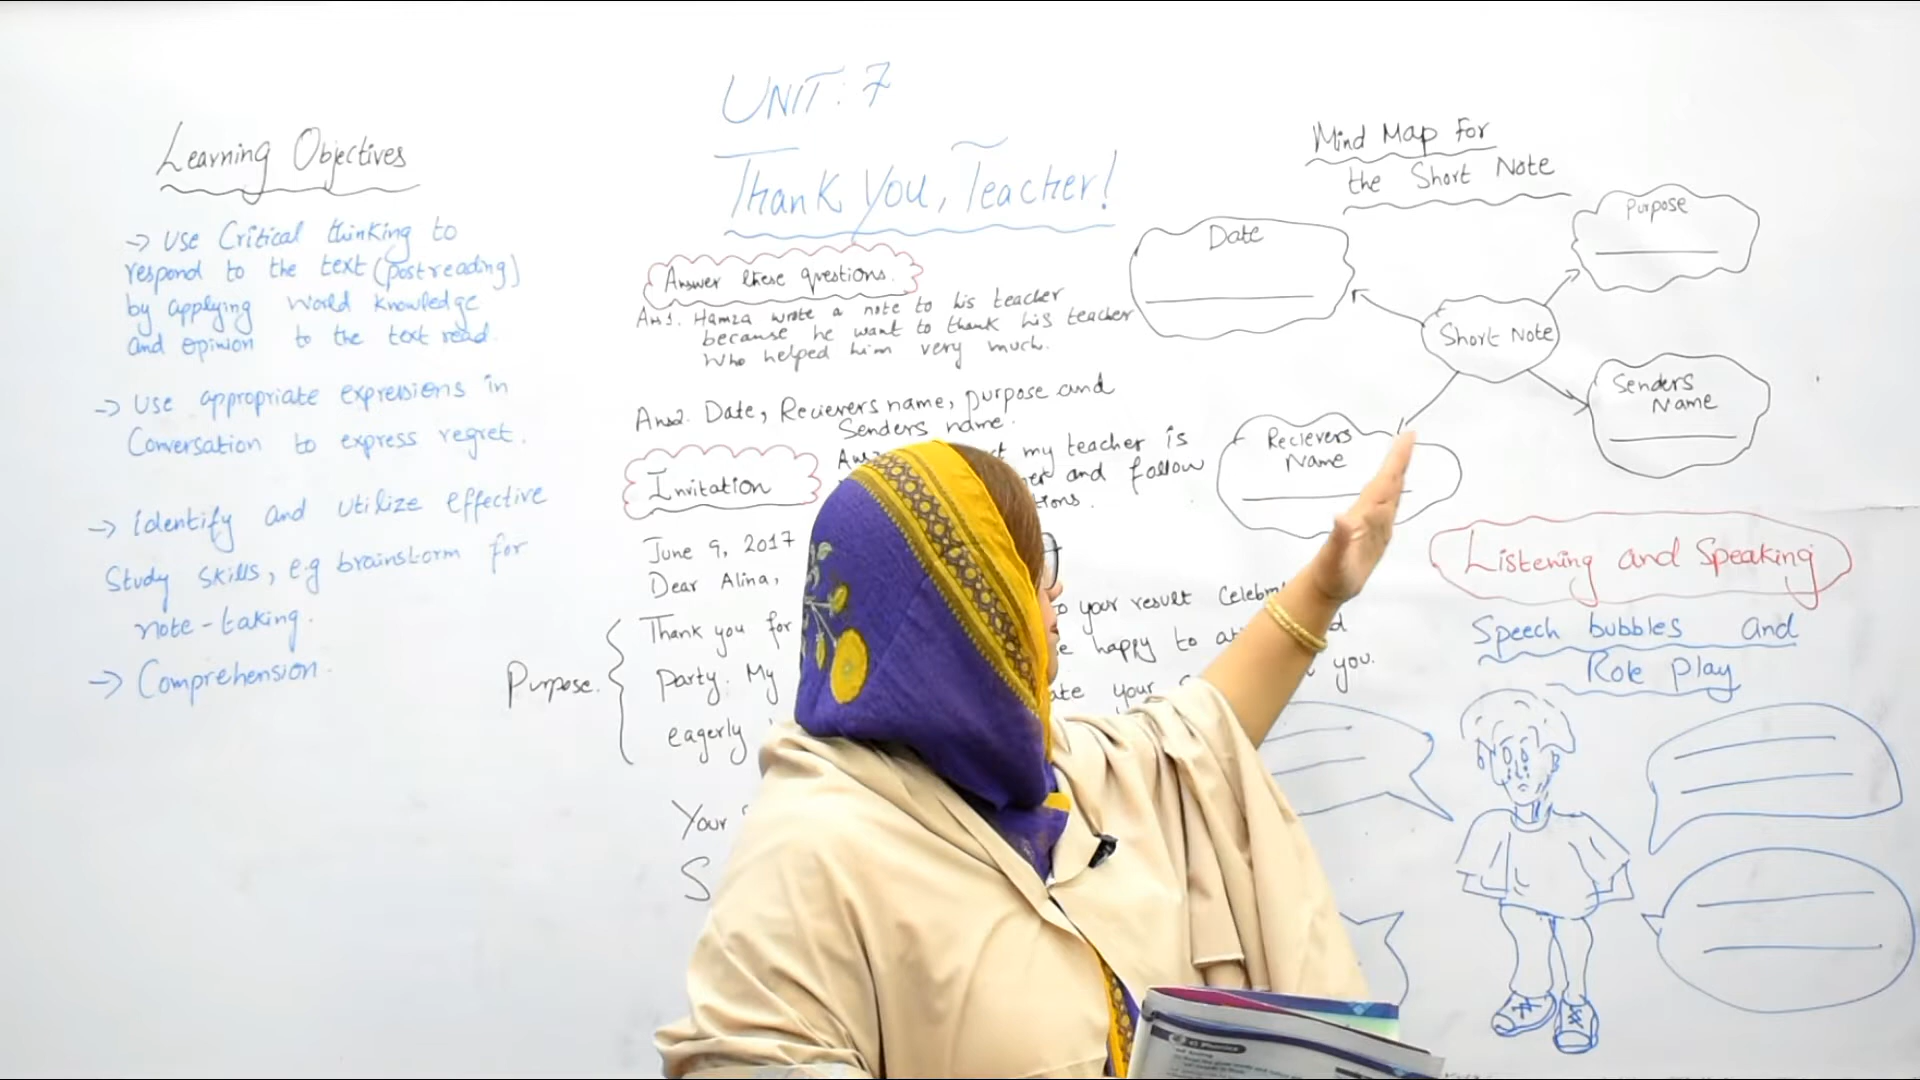 UNIT: 7
Thank You, Teacher!
Learning Objectives
-> Use Critical thinking to
respond to the text (post reading)
by applying world knowledge
and opinion to the text read.
-> Use appropriate expressions in
Conversation to express regret.
-> identify and utilize effective
Study skills, e.g brainstorm for
note-taking.
-> Comprehension.
Answer these questions.
Ans1. Hamza wrote a note to his teacher
because he want to thank his teacher
who helped him very much.
Ans2. Date, Recievers name, purpose and
Senders name.
my teacher is
and follow
Invitation
June 9, 2017
Dear Alina,
Thank you for
your result
happy to
party. My
your
you.
eagerly
Purpose.
Your
S
Mind Map For
the Short Note
Date
Purpose
Short Note
Senders
Name
Recievers
Name
Listening and Speaking
Speech bubbles and
Role play